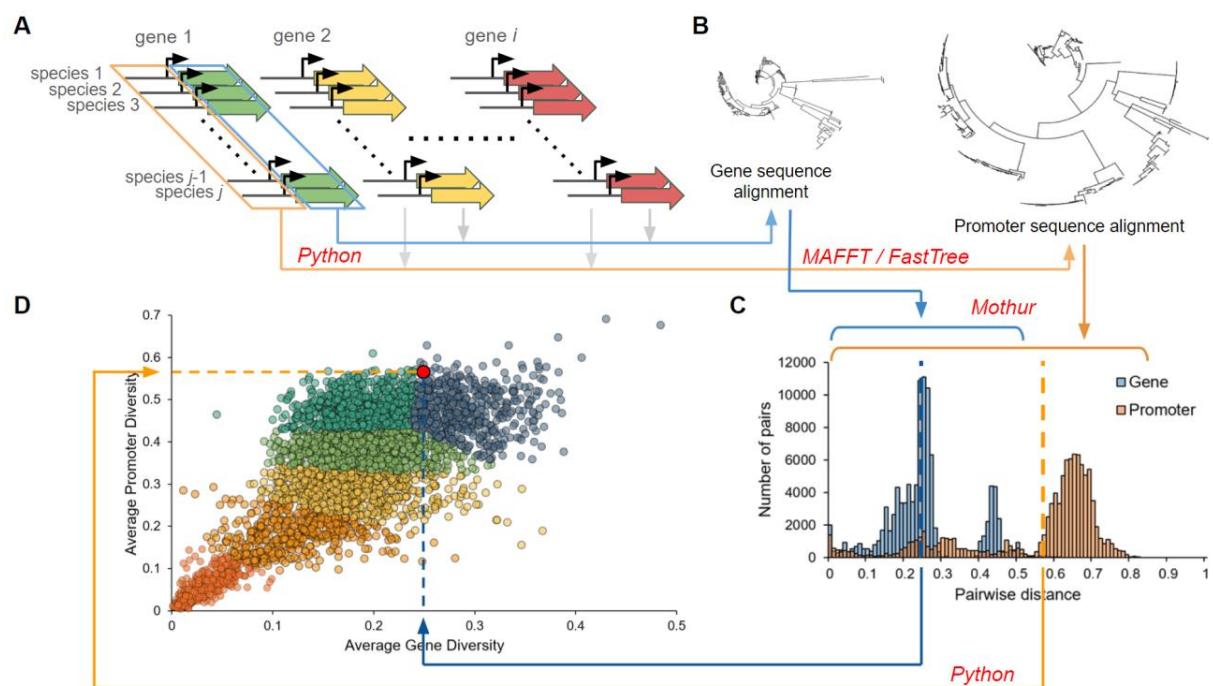 A
gene 1
gene 2
gene i
species 1
species 2
species 3
species j-1
species j
B
Gene sequence
alignment
Promoter sequence alignment
Python
MAFFT / FastTree
Mothur
D
0.7
0.6
0.5
0.4
0.3
0.2
0.1
0
Average Promoter Diversity
0
0.1
0.2
0.3
0.4
0.5
Average Gene Diversity
C
12000
10000
8000
6000
4000
2000
0
Number of pairs
Gene
Promoter
0
0.1
0.2
0.3
0.4
0.5
0.6
0.7
0.8
0.9
1
Pairwise distance
Python